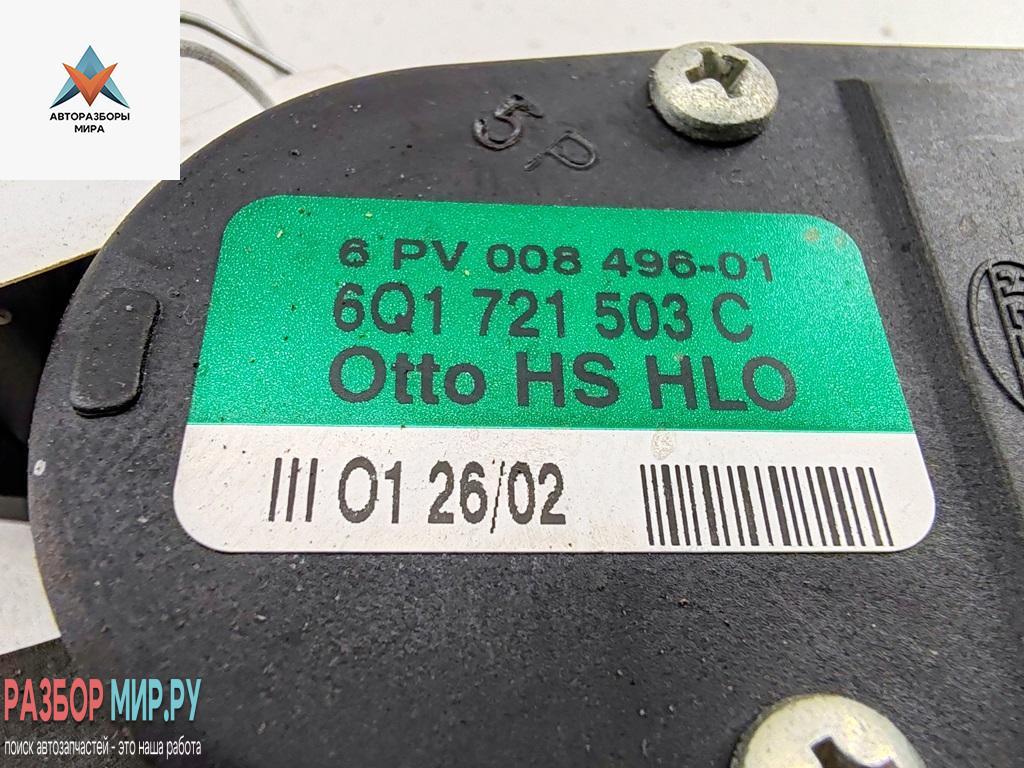 АВТОРАЗБОРЫ
МИРА
5P
6 PV 008 496-01
6Q1 721 503 C
Otto HS HLO
III 01 26/02
РАЗБОР МИР.РУ
поиск автозапчастей - это наша работа